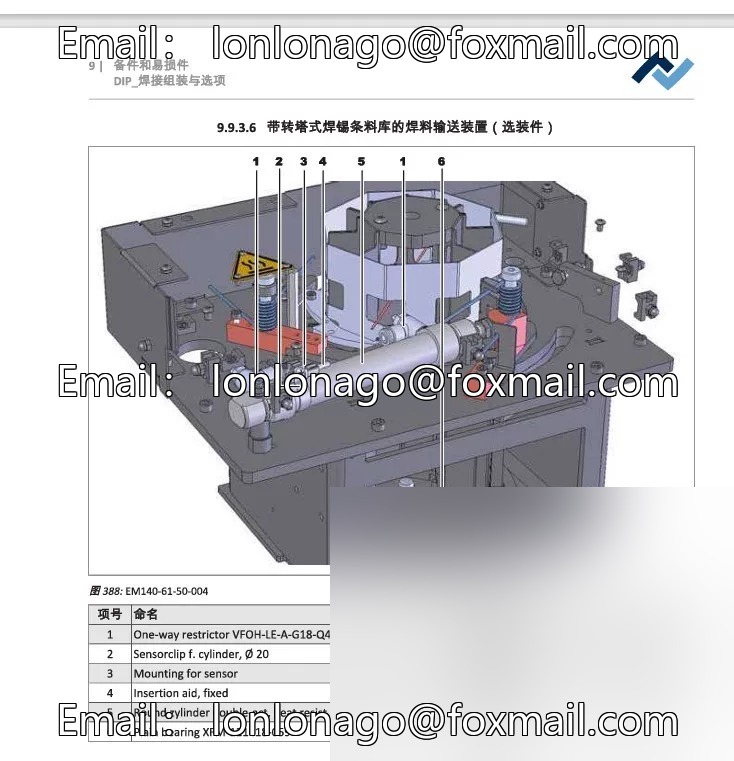 Email： lonlonago@foxmail.com
9 | 备件和易损件
DIP_焊接组装与选项
9.9.3.6 带转塔式焊锡条料库的焊料输送装置（选装件）
1 2 3 4 5 1 6
Email： lonlonago@foxmail.com
图 388: EM140-61-50-004
项号 命名
1 One-way restrictor VFOH-LE-A-G18-Q4
2 Sensorclip f. cylinder, Ø 20
3 Mounting for sensor
4 Insertion aid, fixed
5 Round cylinder
Email： lonlonago@foxmail.com
bearing